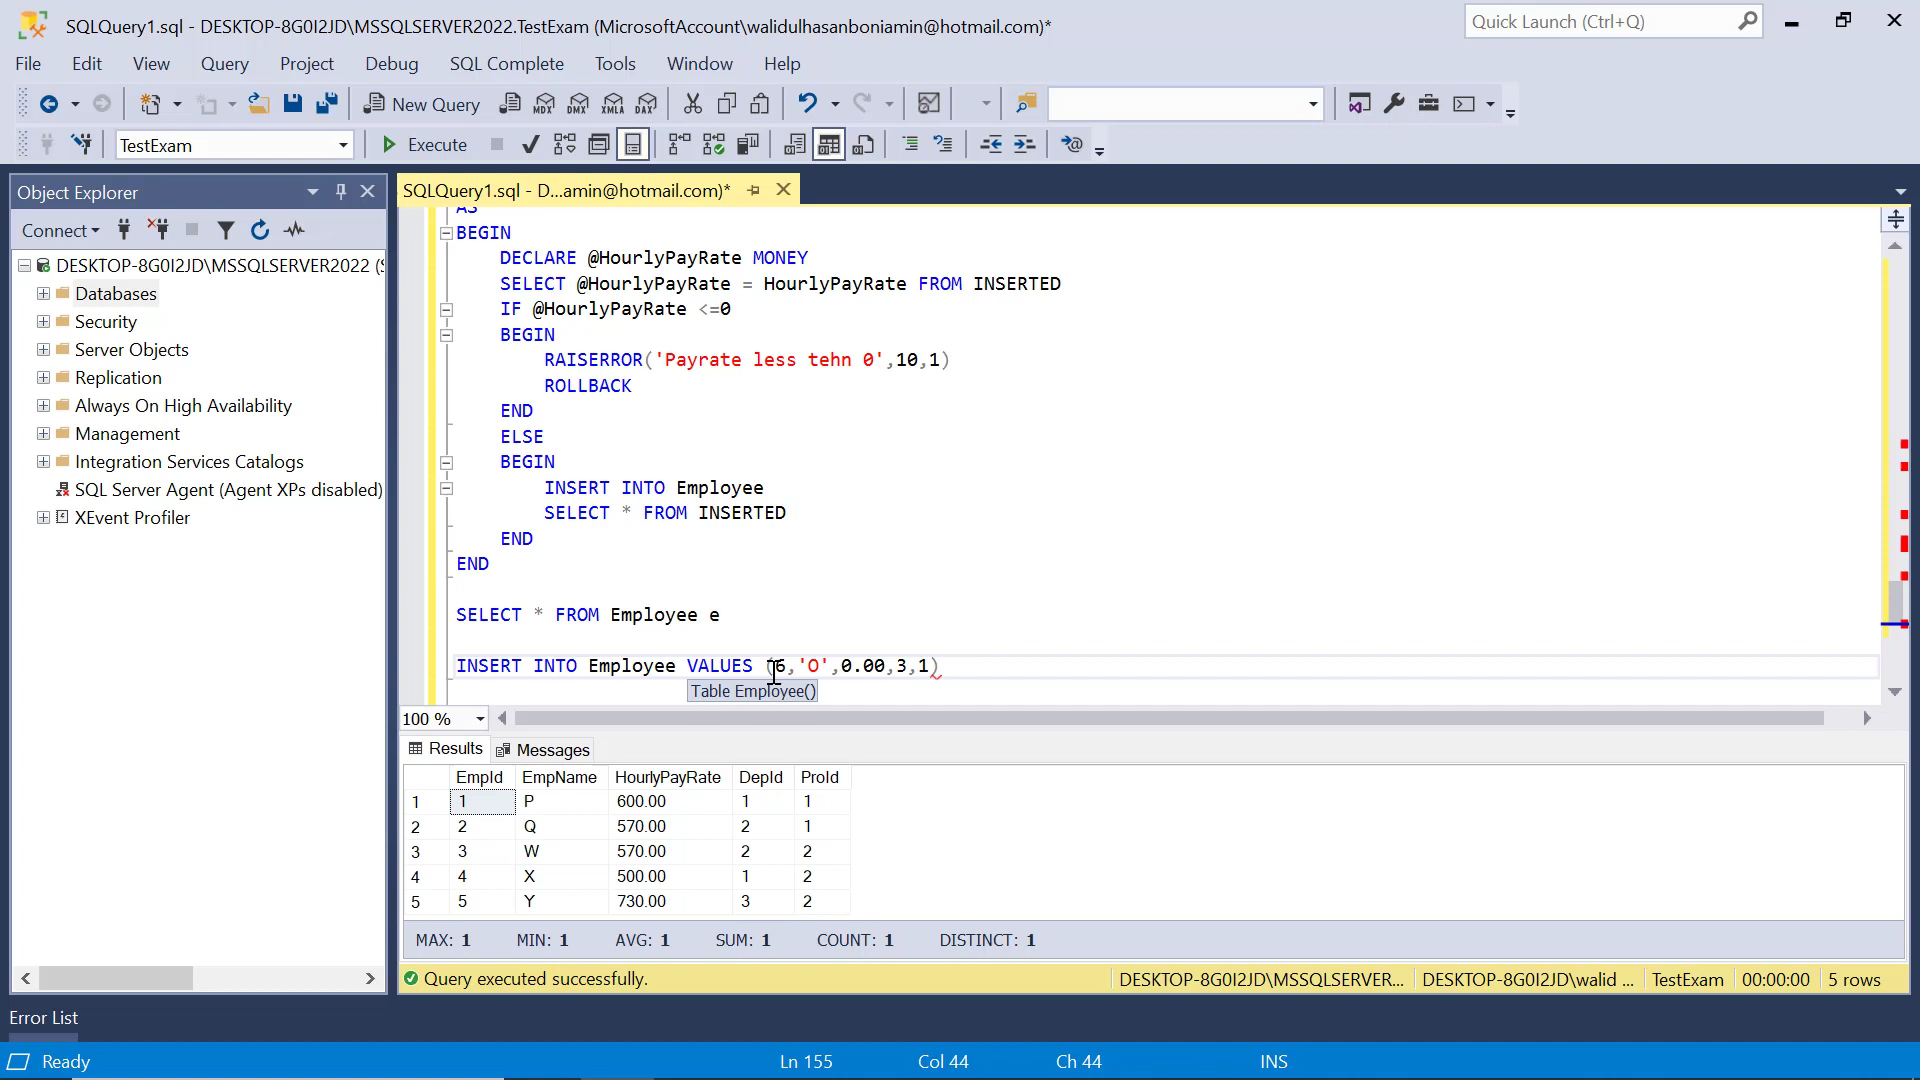 SQLQuery1.sql - DESKTOP-8G0I2JD\MSSQLSERVER2022.TestExam (MicrosoftAccount\walidulhasanboniamin@hotmail.com)*
Quick Launch (Ctrl+Q)
File Edit View Query Project Debug SQL Complete Tools Window Help
New Query MDX DMX XMLA DAX
TestExam Execute
Object Explorer
SQLQuery1.sql - D...amin@hotmail.com)*
Connect
DESKTOP-8G0I2JD\MSSQLSERVER2022 (S
Databases
Security
Server Objects
Replication
Always On High Availability
Management
Integration Services Catalogs
SQL Server Agent (Agent XPs disabled)
XEvent Profiler
AS
BEGIN
DECLARE @HourlyPayRate MONEY
SELECT @HourlyPayRate = HourlyPayRate FROM INSERTED
IF @HourlyPayRate <=0
BEGIN
RAISERROR('Payrate less tehn 0',10,1)
ROLLBACK
END
ELSE
BEGIN
INSERT INTO Employee
SELECT * FROM INSERTED
END
END
SELECT * FROM Employee e
INSERT INTO Employee VALUES (6,'O',0.00,3,1)
Table Employee()
100 %
Results Messages
EmpId EmpName HourlyPayRate DepId ProId
1 1 P 600.00 1 1
2 2 Q 570.00 2 1
3 3 W 570.00 2 2
4 4 X 500.00 1 2
5 5 Y 730.00 3 2
MAX: 1 MIN: 1 AVG: 1 SUM: 1 COUNT: 1 DISTINCT: 1
Query executed successfully. DESKTOP-8G0I2JD\MSSQLSERVER... DESKTOP-8G0I2JD\walid ... TestExam 00:00:00 5 rows
Error List
Ready Ln 155 Col 44 Ch 44 INS